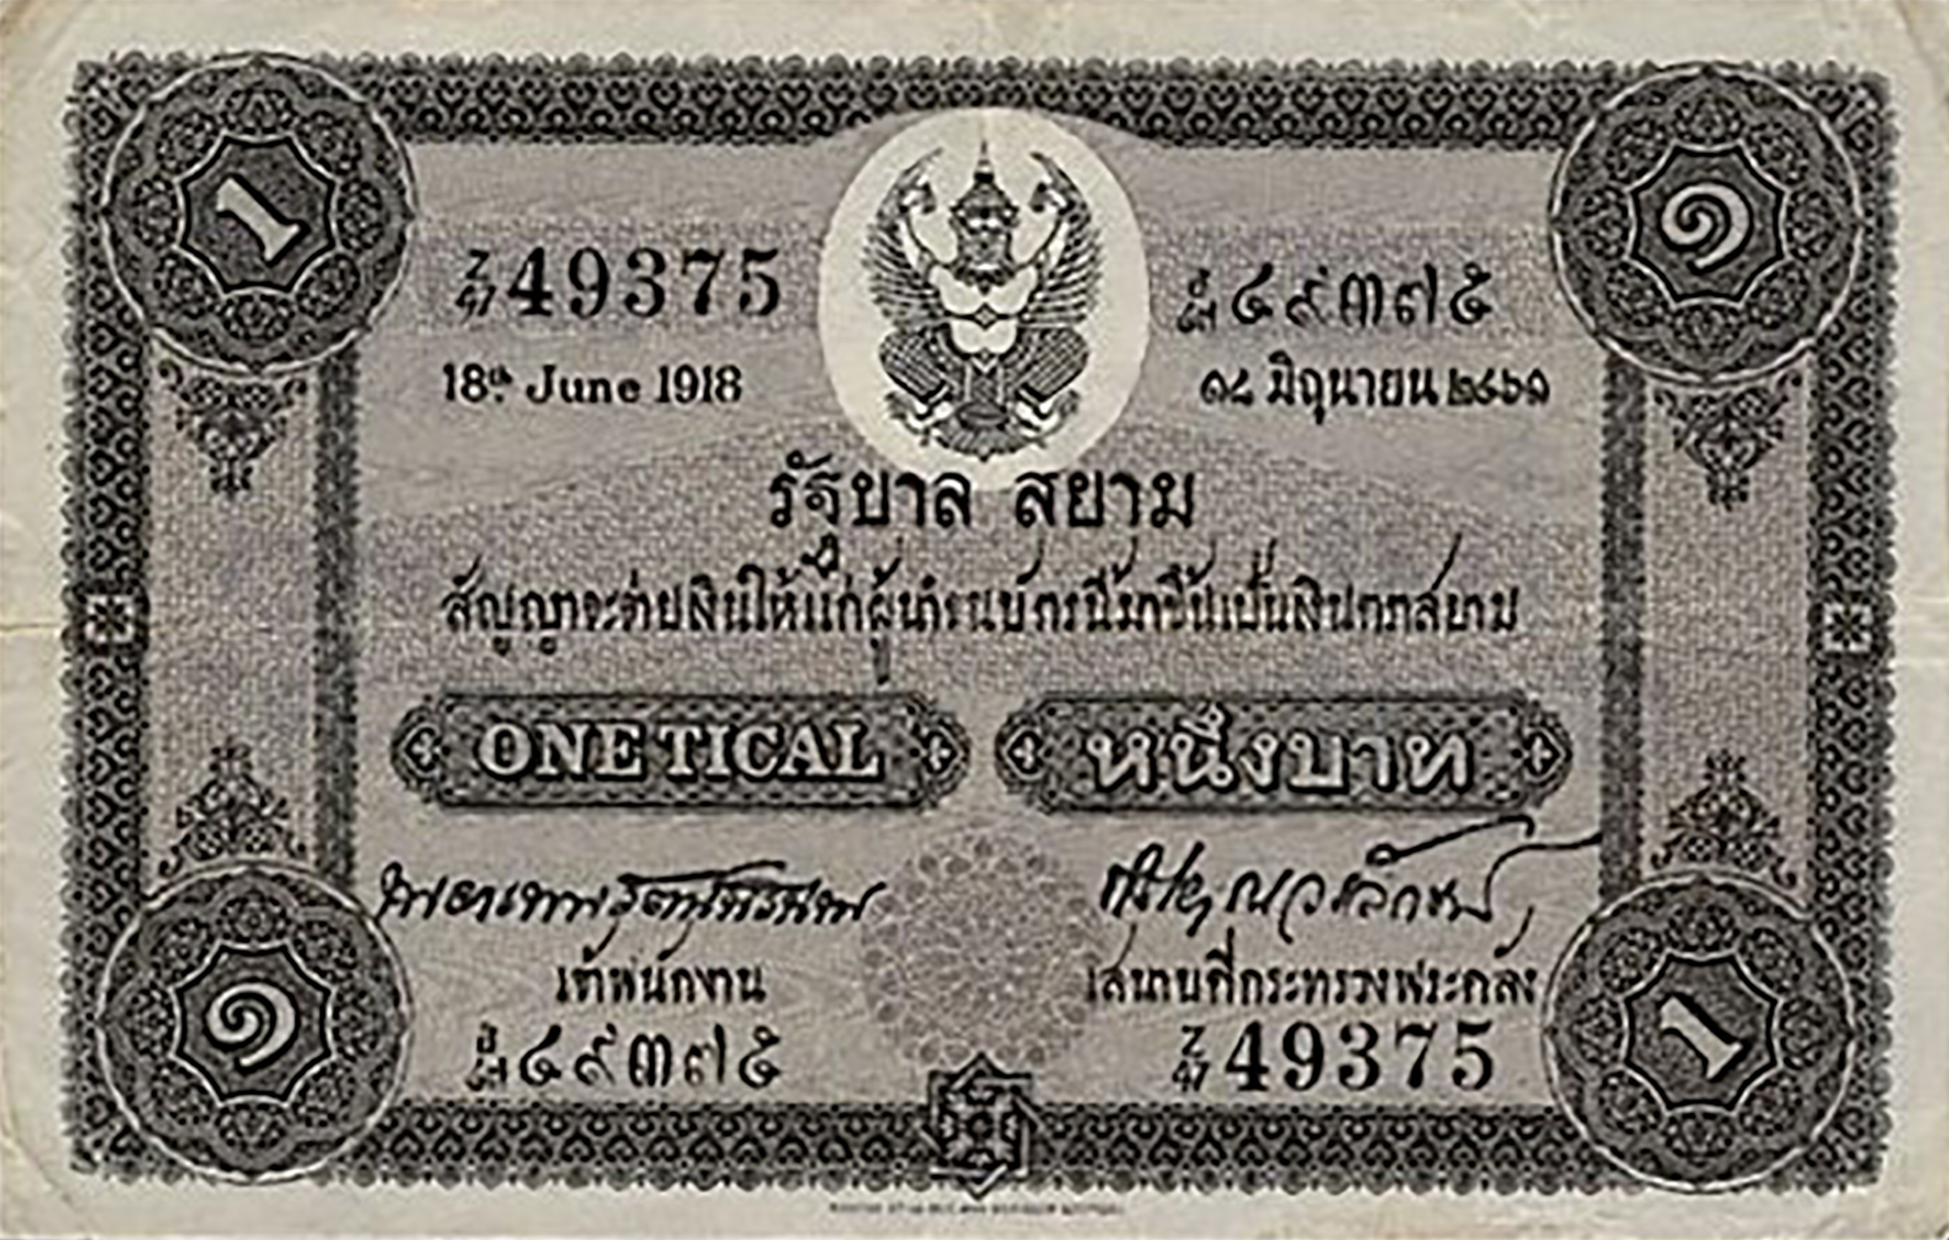 1
๑
Z/47 49375
๔๙๓๗๕
18th June 1918
๑๘ มิถุนายน ๒๔๖๑
รัฐบาล สยาม
สัญญาจะจ่ายเงินให้แก่ผู้นำธนบัตรนี้มาขึ้นเป็นเงินตราสยาม
ONE TICAL
หนึ่งบาท
เจ้าพนักงาน
เสนาบดีกระทรวงพระคลัง
๔๙๓๗๕
Z/47 49375
๑
1